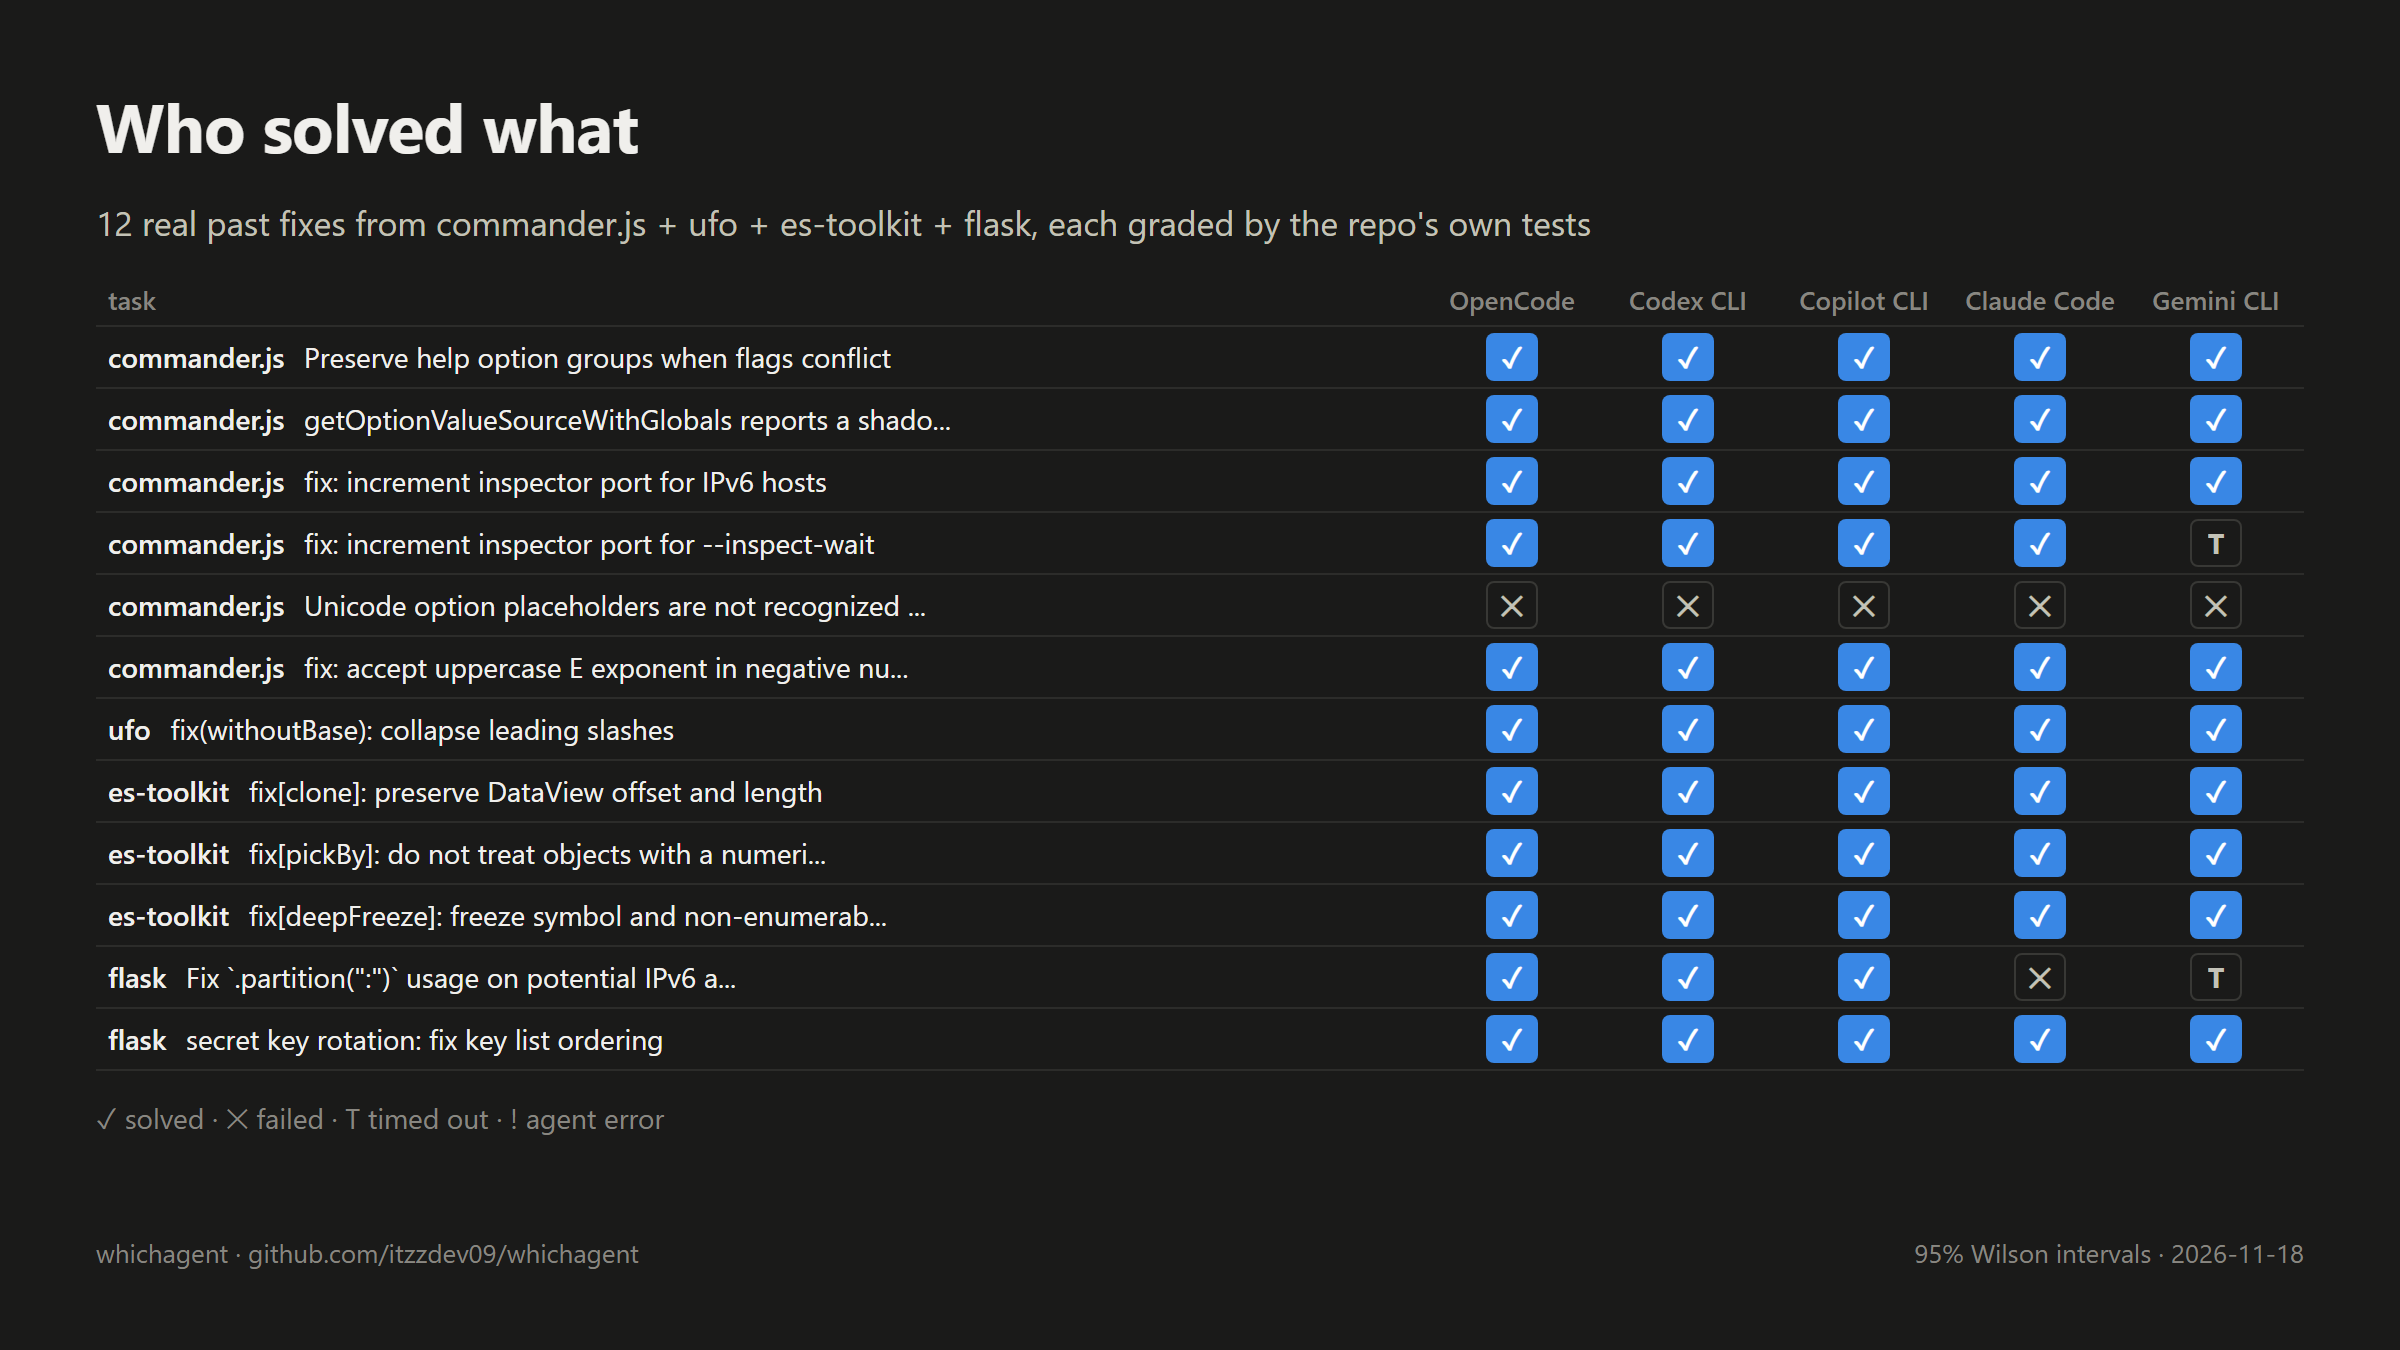 Who solved what
12 real past fixes from commander.js + ufo + es-toolkit + flask, each graded by the repo's own tests
task OpenCode Codex CLI Copilot CLI Claude Code Gemini CLI
commander.js Preserve help option groups when flags conflict ✓ ✓ ✓ ✓ ✓
commander.js getOptionValueSourceWithGlobals reports a shado... ✓ ✓ ✓ ✓ ✓
commander.js fix: increment inspector port for IPv6 hosts ✓ ✓ ✓ ✓ ✓
commander.js fix: increment inspector port for --inspect-wait ✓ ✓ ✓ ✓ T
commander.js Unicode option placeholders are not recognized ... ✕ ✕ ✕ ✕ ✕
commander.js fix: accept uppercase E exponent in negative nu... ✓ ✓ ✓ ✓ ✓
ufo fix(withoutBase): collapse leading slashes ✓ ✓ ✓ ✓ ✓
es-toolkit fix[clone]: preserve DataView offset and length ✓ ✓ ✓ ✓ ✓
es-toolkit fix[pickBy]: do not treat objects with a numeri... ✓ ✓ ✓ ✓ ✓
es-toolkit fix[deepFreeze]: freeze symbol and non-enumerab... ✓ ✓ ✓ ✓ ✓
flask Fix `.partition(":")` usage on potential IPv6 a... ✓ ✓ ✓ ✕ T
flask secret key rotation: fix key list ordering ✓ ✓ ✓ ✓ ✓
✓ solved · ✕ failed · T timed out · ! agent error
whichagent · github.com/itzzdev09/whichagent
95% Wilson intervals · 2026-11-18